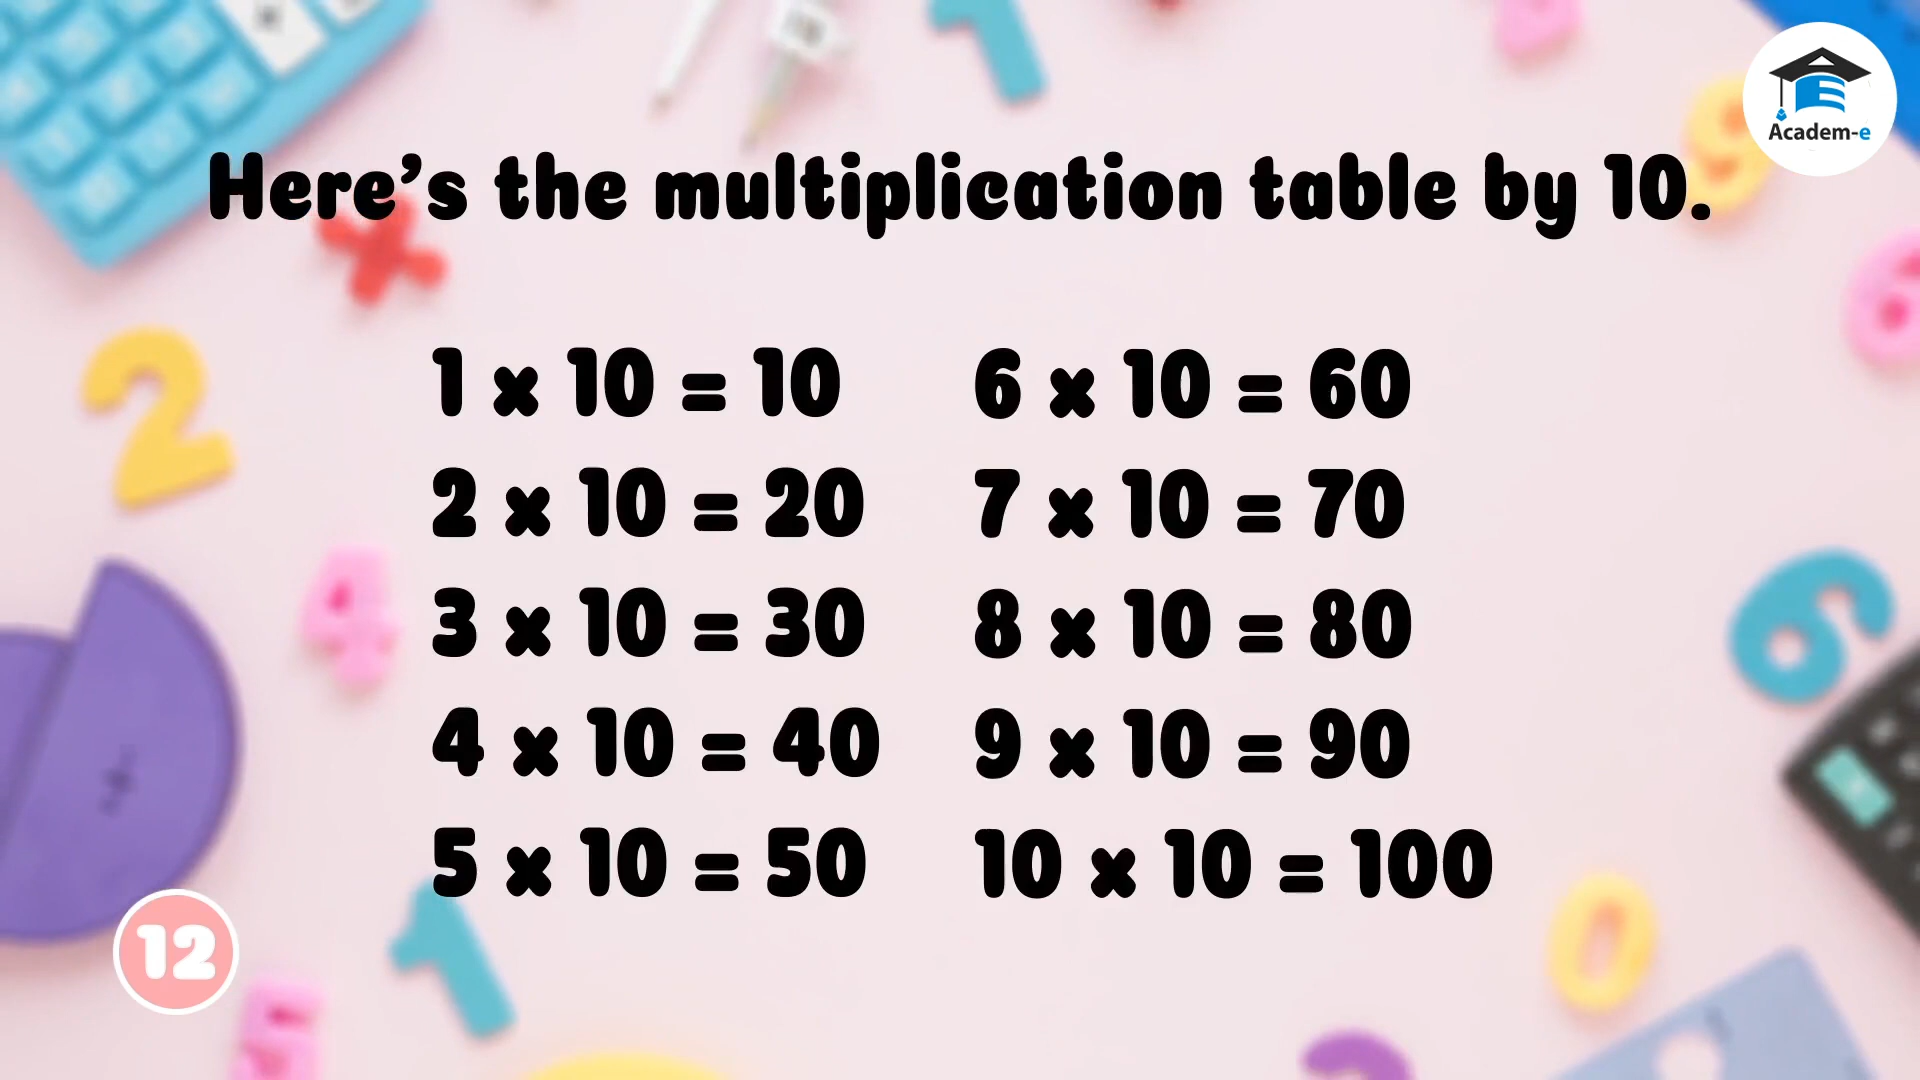 Academ-e
Here's the multiplication table by 10.
1 x 10 = 10
2 x 10 = 20
3 x 10 = 30
4 x 10 = 40
5 x 10 = 50
6 x 10 = 60
7 x 10 = 70
8 x 10 = 80
9 x 10 = 90
10 x 10 = 100
12